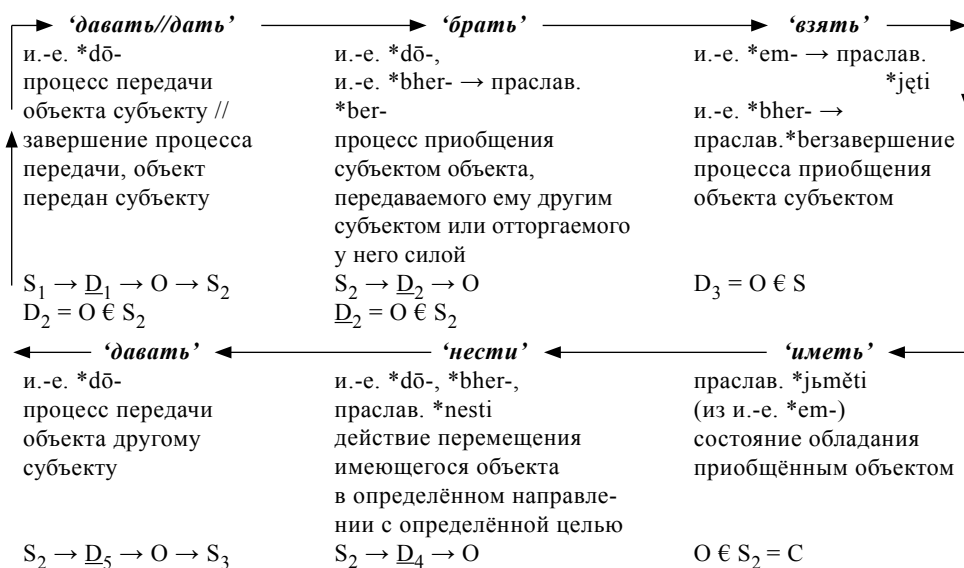 ‘давать//дать’ ‘брать’ ‘взять’
и.-е. *dō-
процесс передачи
объекта субъекту //
завершение процесса
передачи, объект
передан субъекту
S₁ → D₁ → O → S₂
D₂ = O € S₂
и.-е. *dō-,
и.-е. *bher- → праслав.
*ber-
процесс приобщения
субъектом объекта,
передаваемого ему другим
субъектом или отторгаемого
у него силой
S₂ → D₂ → O
D₂ = O € S₂
и.-е. *em- → праслав.
*jęti
и.-е. *bher- →
праслав.*berзавершение
процесса приобщения
объекта субъектом
D₃ = O € S
‘давать’ ‘нести’ ‘иметь’
и.-е. *dō-
процесс передачи
объекта другому
субъекту
S₂ → D₅ → O → S₃
и.-е. *dō-, *bher-,
праслав. *nesti
действие перемещения
имеющегося объекта
в определённом направле-
нии с определённой целью
S₂ → D₄ → O
праслав. *jьměti
(из и.-е. *em-)
состояние обладания
приобщённым объектом
O € S₂ = C